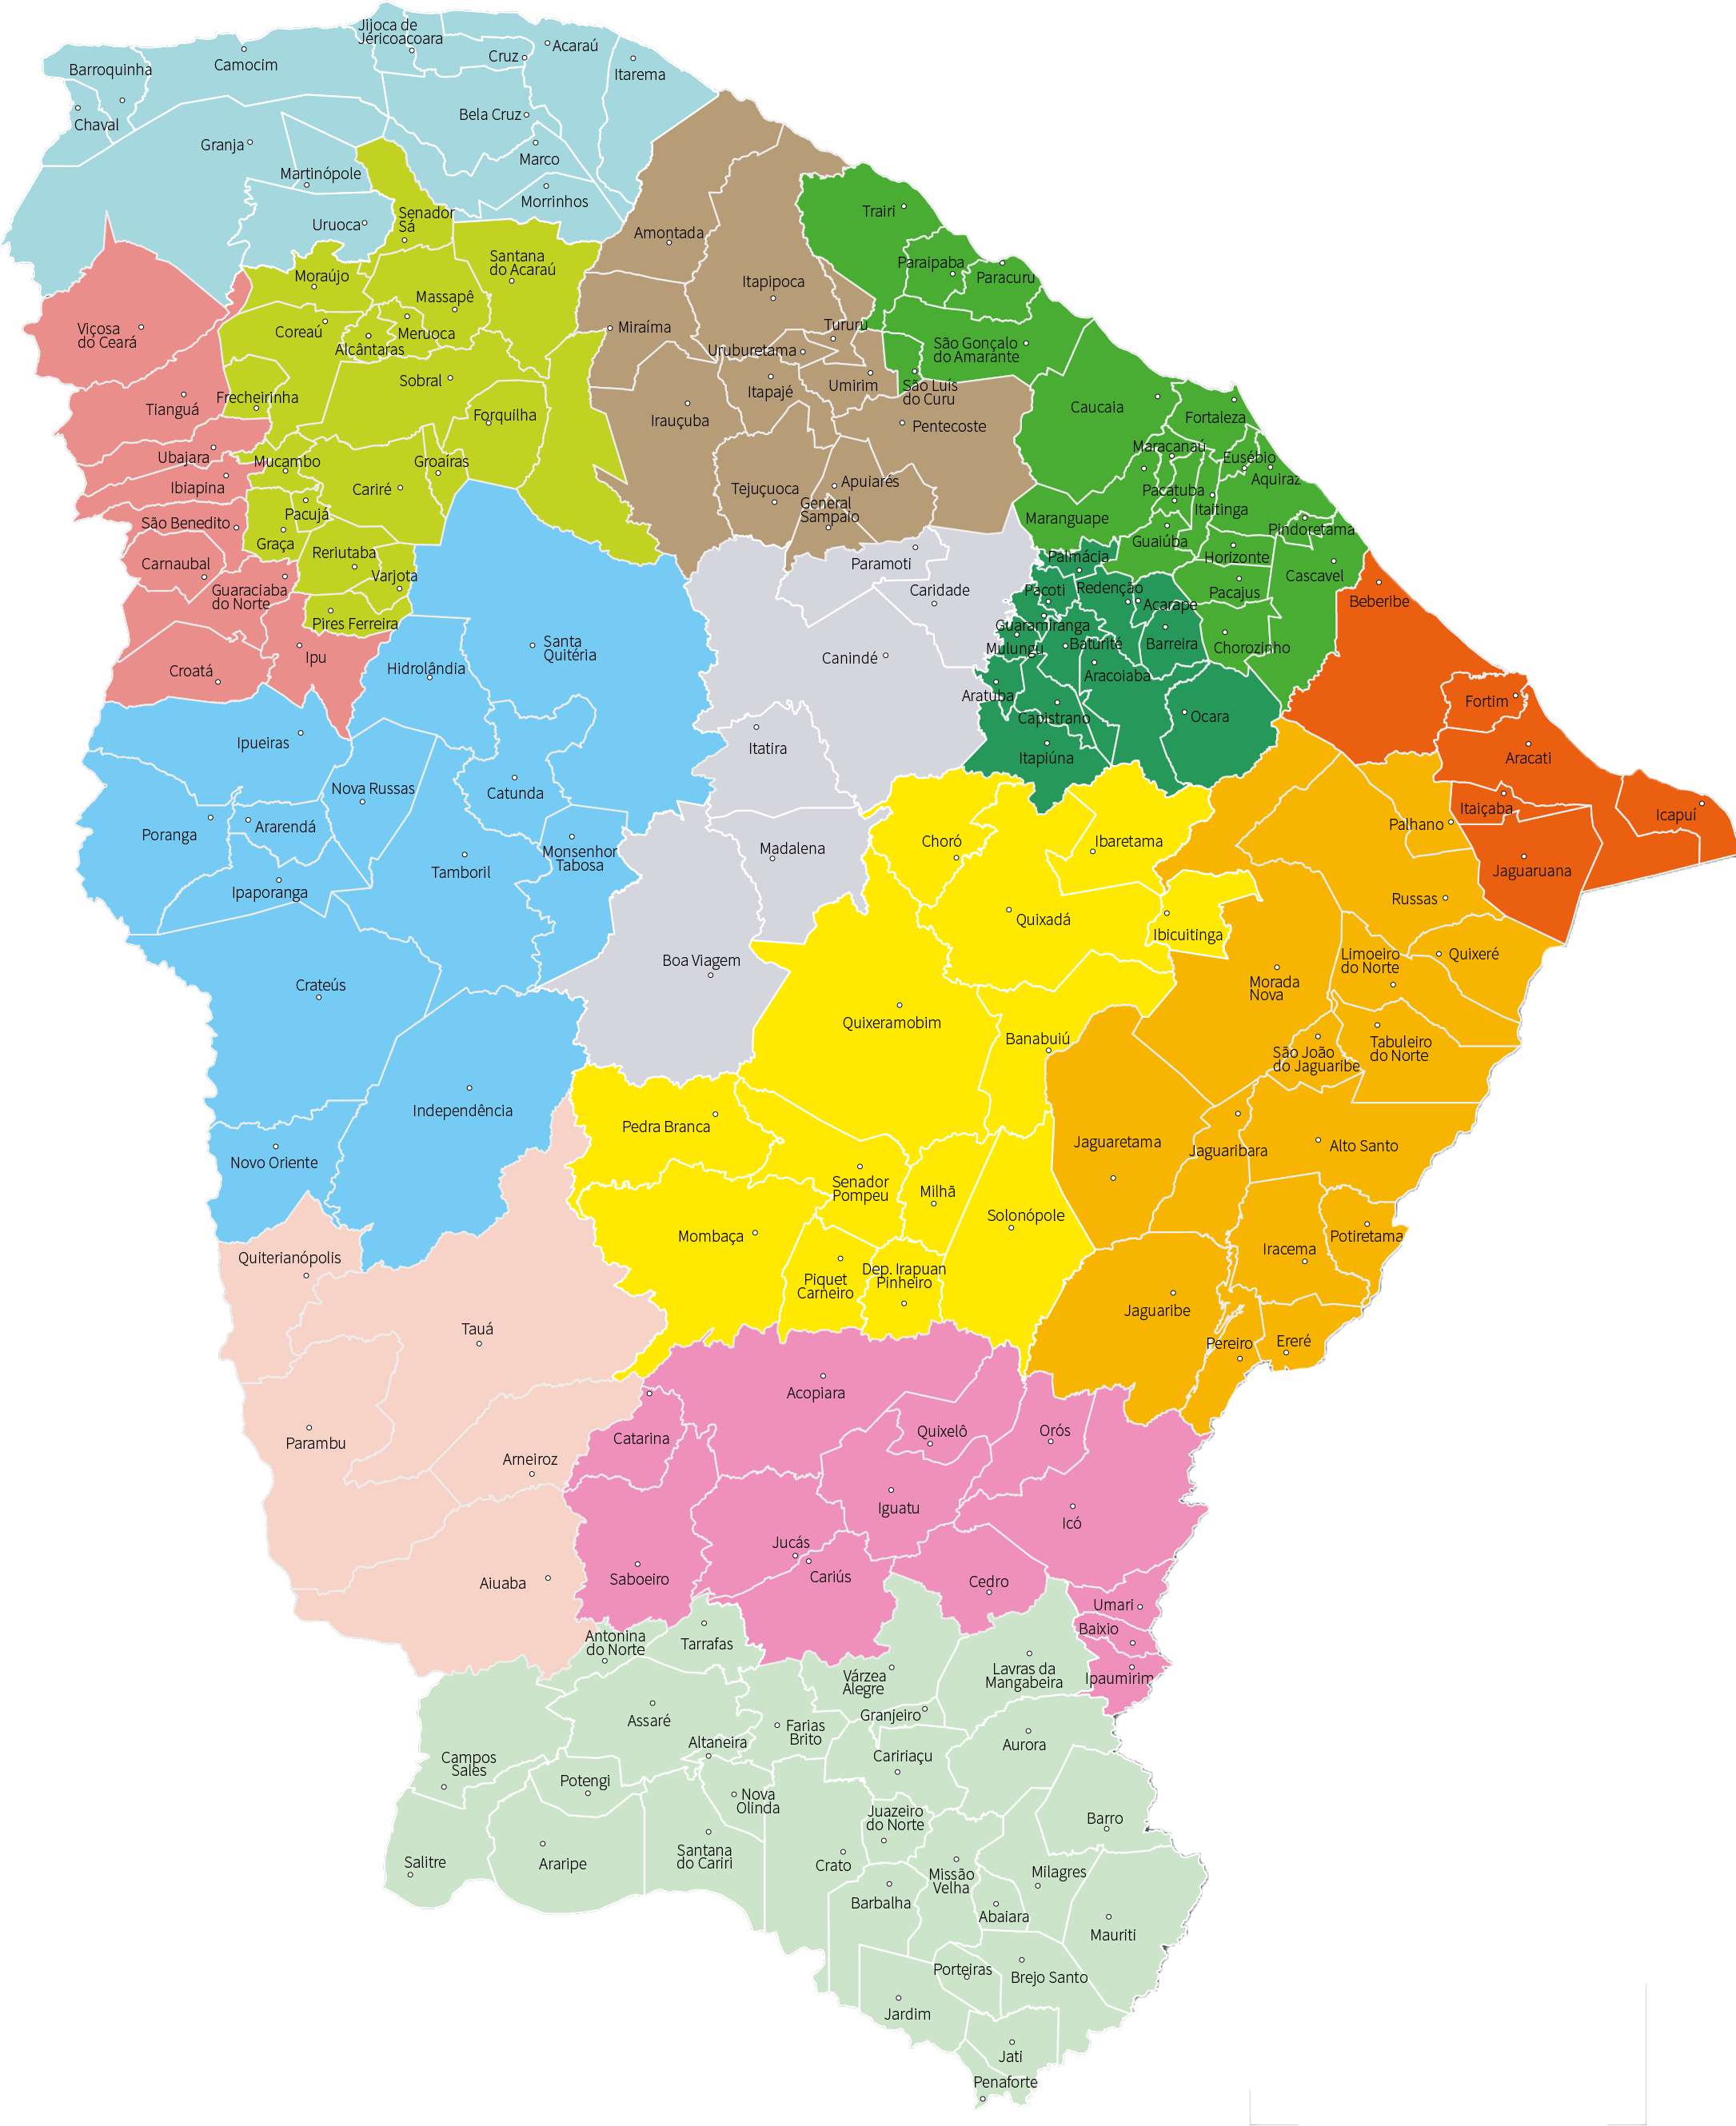 Jijoca de
Jericoacoara
Acaraú
Cruz
Barroquinha
Camocim
Itarema
Chaval
Bela Cruz
Granja
Marco
Martinópole
Morrinhos
Uruoca
Senador
Sá
Trairi
Amontada
Santana
do Acaraú
Paraipaba
Paracuru
Moraújo
Itapipoca
Massapê
Viçosa
do Ceará
Coreaú
Meruoca
Miraíma
Tururu
São Gonçalo
do Amarante
Alcântaras
Uruburetama
Sobral
Umirim
São Luís
do Curu
Itapajé
Frecheirinha
Tianguá
Forquilha
Irauçuba
Pentecoste
Caucaia
Fortaleza
Maracanaú
Eusébio
Ubajara
Mucambo
Groaíras
Aquiraz
Ibiapina
Cariré
Tejuçuoca
Apuiarés
Pacatuba
General
Sampaio
Itaitinga
Pacujá
São Benedito
Maranguape
Pindoretama
Graça
Reriutaba
Guaiúba
Horizonte
Carnaubal
Paramoti
Palmácia
Varjota
Cascavel
Guaraciaba
do Norte
Caridade
Pacoti
Redenção
Pacajus
Acarape
Beberibe
Pires Ferreira
Guaramiranga
Santa
Quitéria
Mulungu
Baturité
Barreira
Chorozinho
Ipu
Canindé
Croatá
Hidrolândia
Aratuba
Aracoiaba
Fortim
Capistrano
Ocara
Ipueiras
Itatira
Itapiúna
Aracati
Nova Russas
Catunda
Itaiçaba
Icapuí
Poranga
Ararendá
Palhano
Choró
Ibaretama
Madalena
Monsenhor
Tabosa
Tamboril
Jaguaruana
Ipaporanga
Russas
Quixadá
Ibicuitinga
Boa Viagem
Limoeiro
do Norte
Quixeré
Crateús
Morada
Nova
Quixeramobim
Banabuiú
Tabuleiro
do Norte
São João
do Jaguaribe
Independência
Pedra Branca
Jaguaretama
Jaguaribara
Alto Santo
Novo Oriente
Senador
Pompeu
Milhã
Solonópole
Mombaça
Potiretama
Iracema
Quiterianópolis
Dep. Irapuan
Pinheiro
Piquet
Carneiro
Jaguaribe
Tauá
Pereiro
Ereré
Acopiara
Quixelô
Orós
Catarina
Parambu
Arneiroz
Iguatu
Icó
Jucás
Cariús
Saboeiro
Aiuaba
Cedro
Umari
Baixio
Antonina
do Norte
Tarrafas
Várzea
Alegre
Lavras da
Mangabeira
Ipaumirim
Granjeiro
Assaré
Farias
Brito
Altaneira
Aurora
Caririaçu
Campos
Sales
Potengi
Nova
Olinda
Juazeiro
do Norte
Barro
Santana
do Cariri
Salitre
Araripe
Crato
Missão
Velha
Milagres
Barbalha
Abaiara
Mauriti
Porteiras
Brejo Santo
Jardim
Jati
Penaforte